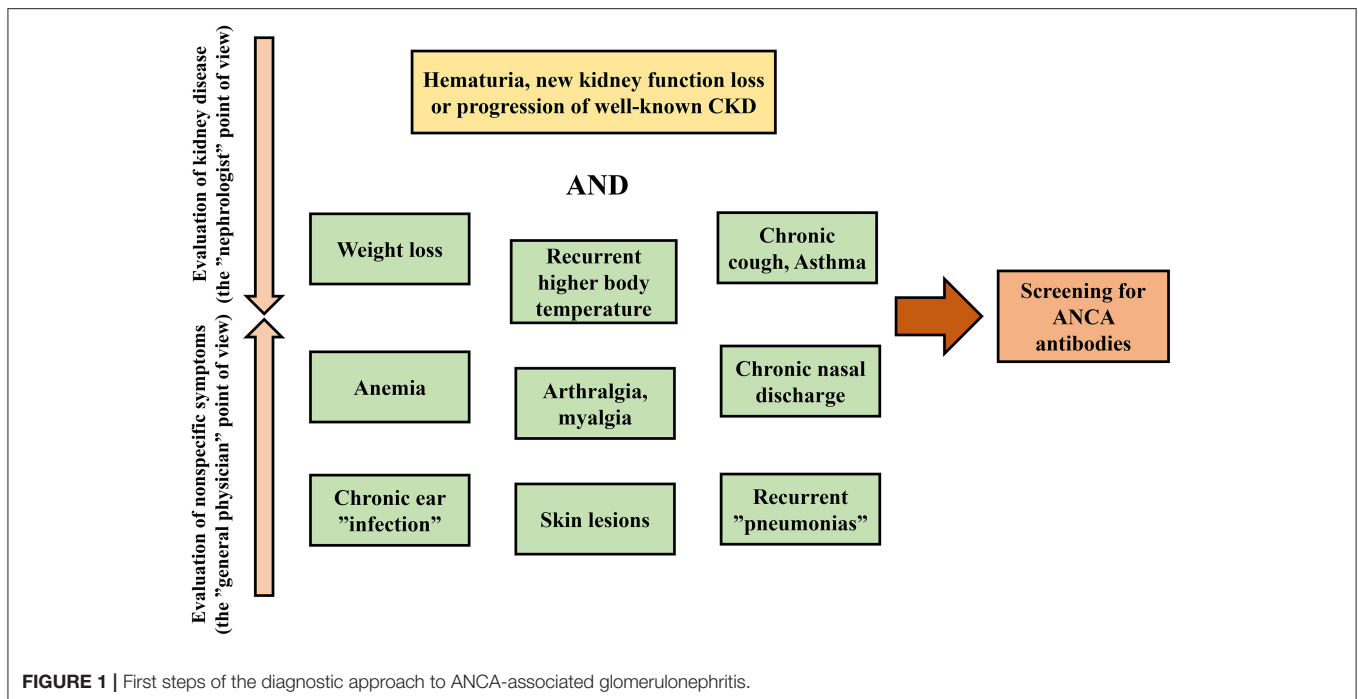 Evaluation of kidney disease
(the "nephrologist" point of view)
Evaluation of nonspecific symptoms
(the "general physician" point of view)
Hematuria, new kidney function loss
or progression of well-known CKD
AND
Weight loss
Recurrent
higher body
temperature
Chronic
cough, Asthma
Anemia
Arthralgia,
myalgia
Chronic nasal
discharge
Chronic ear
”infection”
Skin lesions
Recurrent
”pneumonias”
Screening for
ANCA
antibodies
FIGURE 1 | First steps of the diagnostic approach to ANCA-associated glomerulonephritis.